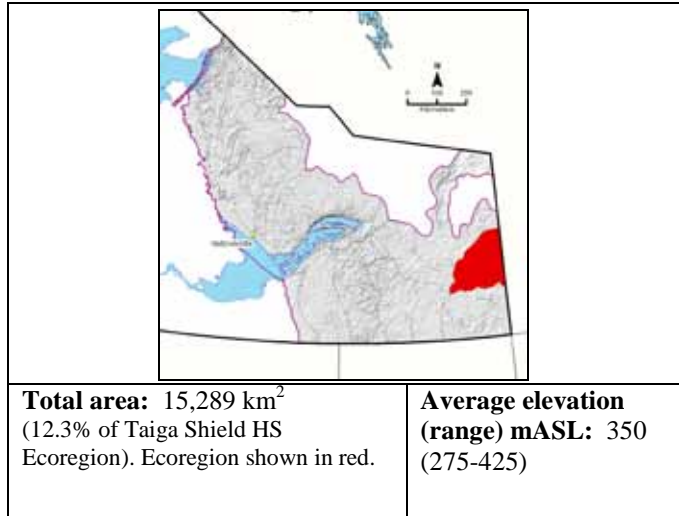 N
Yellowknife
Total area: 15,289 km²
(12.3% of Taiga Shield HS
Ecoregion). Ecoregion shown in red.
Average elevation
(range) mASL: 350
(275-425)